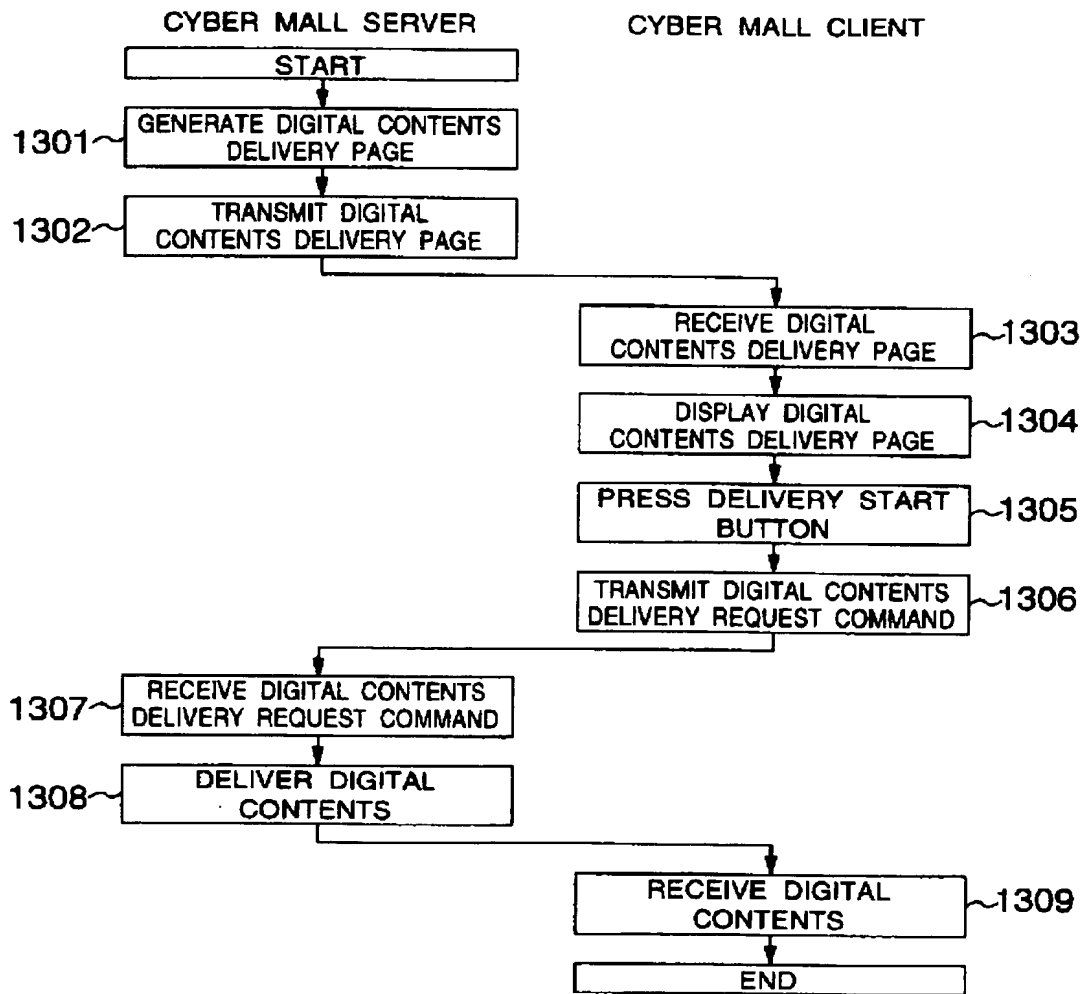 CYBER MALL SERVER
CYBER MALL CLIENT
START
1301
GENERATE DIGITAL CONTENTS
DELIVERY PAGE
1302
TRANSMIT DIGITAL
CONTENTS DELIVERY PAGE
RECEIVE DIGITAL
CONTENTS DELIVERY PAGE
1303
DISPLAY DIGITAL
CONTENTS DELIVERY PAGE
1304
PRESS DELIVERY START
BUTTON
1305
TRANSMIT DIGITAL CONTENTS
DELIVERY REQUEST COMMAND
1306
1307
RECEIVE DIGITAL CONTENTS
DELIVERY REQUEST COMMAND
1308
DELIVER DIGITAL
CONTENTS
RECEIVE DIGITAL
CONTENTS
1309
END